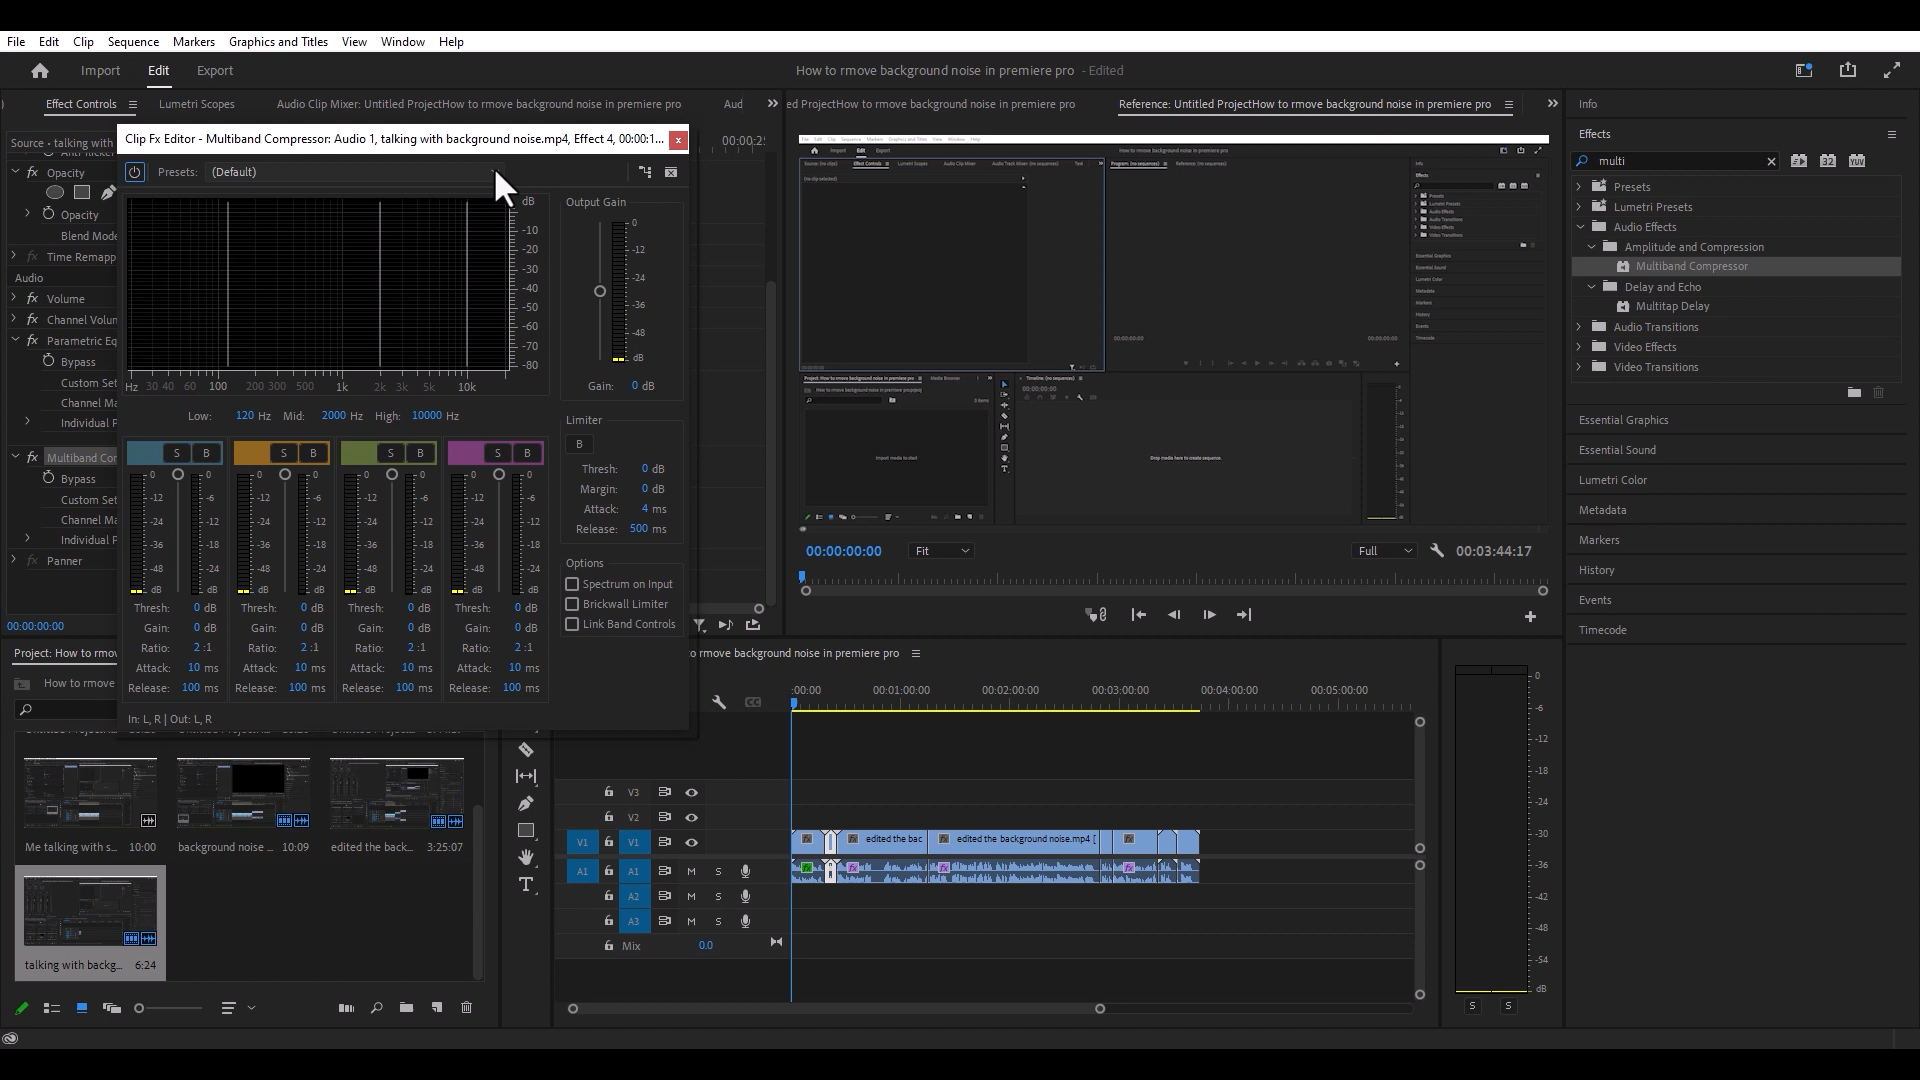 File Edit Clip Sequence Markers Graphics and Titles View Window Help
Import Edit Export
How to rmove background noise in premiere pro - Edited
Effect Controls Lumetri Scopes Audio Clip Mixer: Untitled ProjectHow to rmove background noise in premiere pro Aud
ed ProjectHow to rmove background noise in premiere pro
Reference: Untitled ProjectHow to rmove background noise in premiere pro
Info
Source · talking with
Clip Fx Editor - Multiband Compressor: Audio 1, talking with background noise.mp4, Effect 4, 00:00:1... x
00:00:2
Effects
multi
Presets
Lumetri Presets
Audio Effects
Amplitude and Compression
Multiband Compressor
Delay and Echo
Multitap Delay
Audio Transitions
Video Effects
Video Transitions
Essential Graphics
Essential Sound
Lumetri Color
Metadata
Markers
History
Events
Timecode
Opacity
Opacity
Blend Mode
Time Remapp
Audio
fx Volume
fx Channel Volun
fx Parametric Eq
Bypass
Custom Set
Channel Ma
Individual P
fx Multiband Cor
Bypass
Custom Set
Channel Ma
Individual P
fx Panner
00:00:00:00
Presets: (Default)
dB
-10
-20
-30
-40
-50
-60
-70
-80
Hz 30 40 60 100 200 300 500 1k 2k 3k 5k 10k
Low: 120 Hz Mid: 2000 Hz High: 10000 Hz
S B S B S B S B
0 0 0 0 0 0 0 0
-12 -6 -12 -6 -12 -6 -12 -6
-24 -12 -24 -12 -24 -12 -24 -12
-36 -18 -36 -18 -36 -18 -36 -18
-48 -24 -48 -24 -48 -24 -48 -24
dB dB dB dB dB dB dB dB
Thresh: 0 dB Thresh: 0 dB Thresh: 0 dB Thresh: 0 dB
Gain: 0 dB Gain: 0 dB Gain: 0 dB Gain: 0 dB
Ratio: 2 :1 Ratio: 2 :1 Ratio: 2 :1 Ratio: 2 :1
Attack: 10 ms Attack: 10 ms Attack: 10 ms Attack: 10 ms
Release: 100 ms Release: 100 ms Release: 100 ms Release: 100 ms
In: L, R | Out: L, R
Output Gain
0
-12
-24
-36
-48
dB
Gain: 0 dB
Limiter
B
Thresh: 0 dB
Margin: 0 dB
Attack: 4 ms
Release: 500 ms
Options
Spectrum on Input
Brickwall Limiter
Link Band Controls
00:00:00:00 Fit Full 00:03:44:17
Project: How to rmov
How to rmove
Me talking with s... 10:00
background noise ... 10:09
edited the back... 3:25:07
talking with backg... 6:24
o rmove background noise in premiere pro
:00:00 00:01:00:00 00:02:00:00 00:03:00:00 00:04:00:00 00:05:00:00
V3
V2
V1 V1
edited the bac edited the background noise.mp4 [
A1 A1 M S
A2 M S
A3 M S
Mix 0.0
0
-6
-12
-18
-24
-30
-36
-42
-48
-54
dB
S S